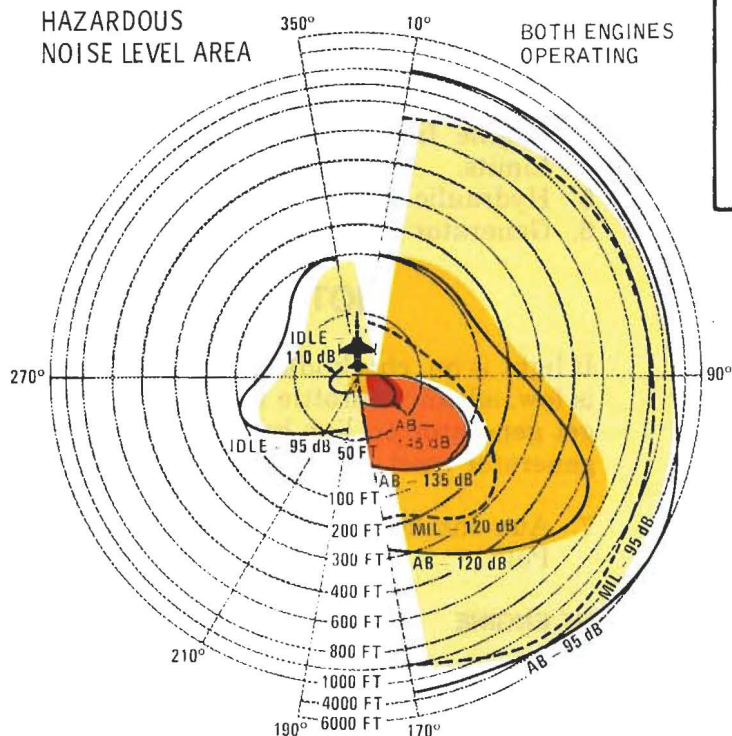 HAZARDOUS
NOISE LEVEL AREA
BOTH ENGINES
OPERATING
350°
10°
IDLE –
110 dB
270°
90°
IDLE – 95 dB
AB –
145 dB
50 FT
AB – 135 dB
100 FT
MIL – 120 dB
200 FT
AB – 120 dB
300 FT
400 FT
MIL – 95 dB
600 FT
AB – 95 dB
800 FT
210°
1000 FT
4000 FT
6000 FT
190°
170°